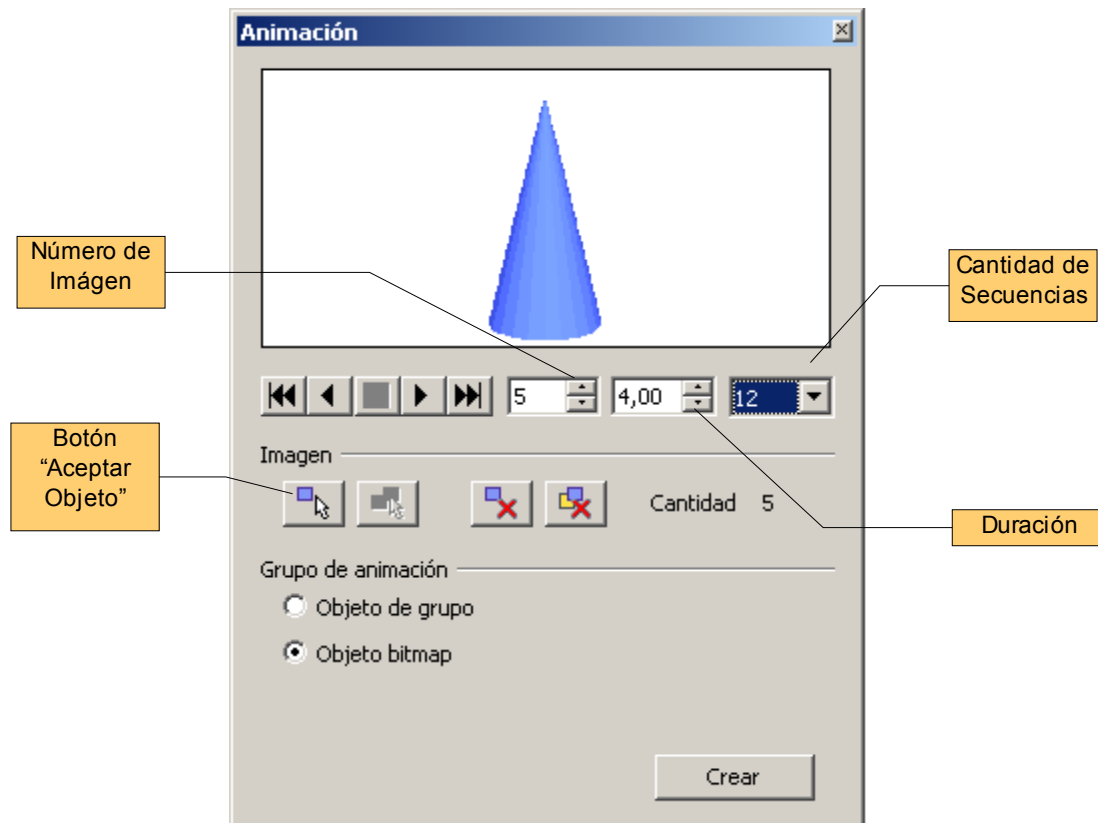 Animación
Número de
Imágen
Cantidad de
Secuencias
5
4,00
12
Botón
“Aceptar
Objeto”
Imagen
Cantidad 5
Duración
Grupo de animación
Objeto de grupo
Objeto bitmap
Crear